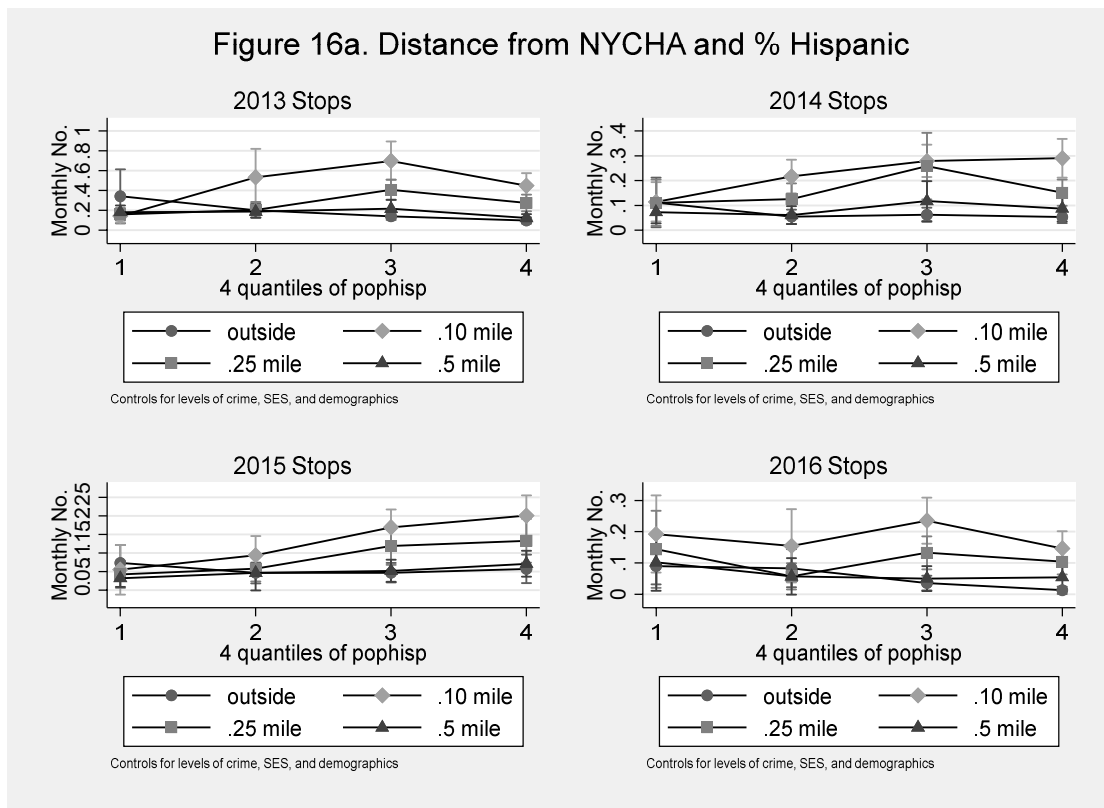 Figure 16a. Distance from NYCHA and % Hispanic
2013 Stops
Monthly No.
0 .2 .4 .6 .8 1
1 2 3 4
4 quantiles of pophisp
outside .10 mile
.25 mile .5 mile
Controls for levels of crime, SES, and demographics
2014 Stops
Monthly No.
0 .1 .2 .3 .4
1 2 3 4
4 quantiles of pophisp
outside .10 mile
.25 mile .5 mile
Controls for levels of crime, SES, and demographics
2015 Stops
Monthly No.
0 .05 .1 .15 .2 .25
1 2 3 4
4 quantiles of pophisp
outside .10 mile
.25 mile .5 mile
Controls for levels of crime, SES, and demographics
2016 Stops
Monthly No.
0 .1 .2 .3
1 2 3 4
4 quantiles of pophisp
outside .10 mile
.25 mile .5 mile
Controls for levels of crime, SES, and demographics